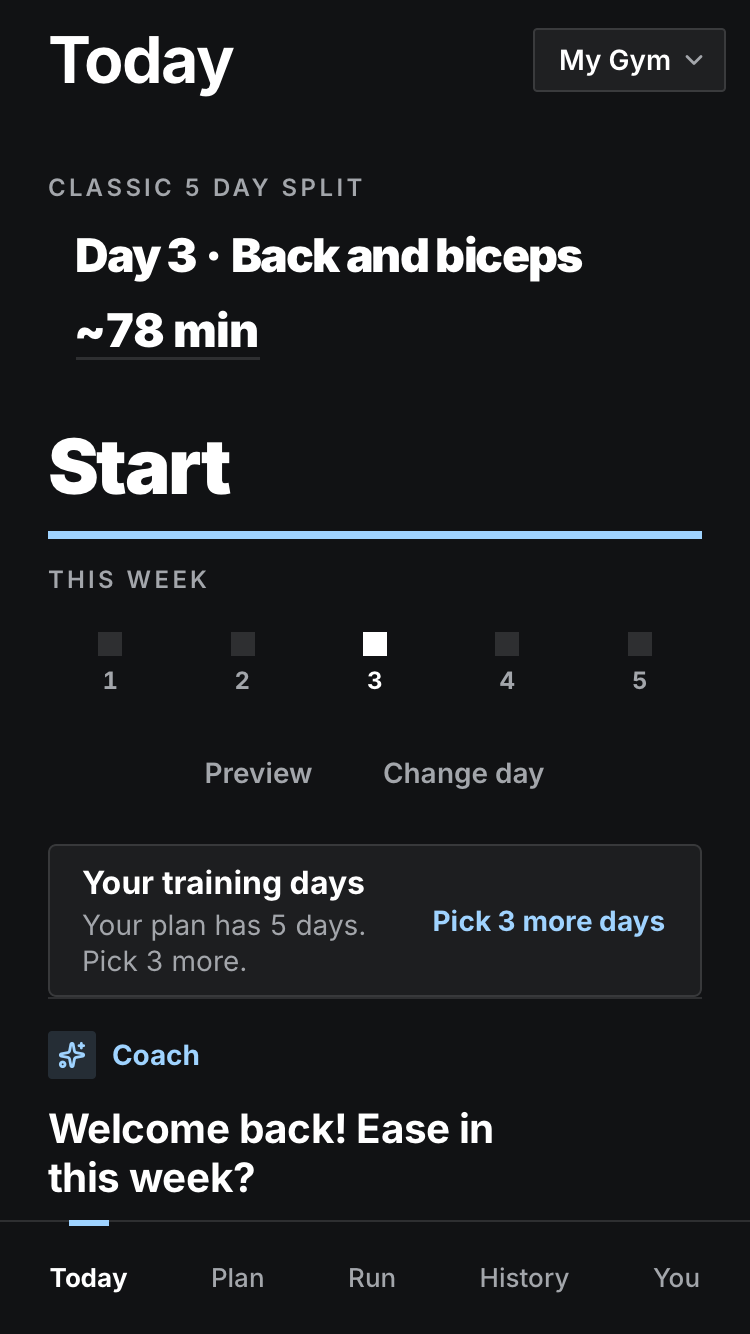 Today
My Gym
CLASSIC 5 DAY SPLIT
Day 3 · Back and biceps
~78 min
Start
THIS WEEK
1 2 3 4 5
Preview Change day
Your training days
Your plan has 5 days.
Pick 3 more.
Pick 3 more days
Coach
Welcome back! Ease in
this week?
Today Plan Run History You